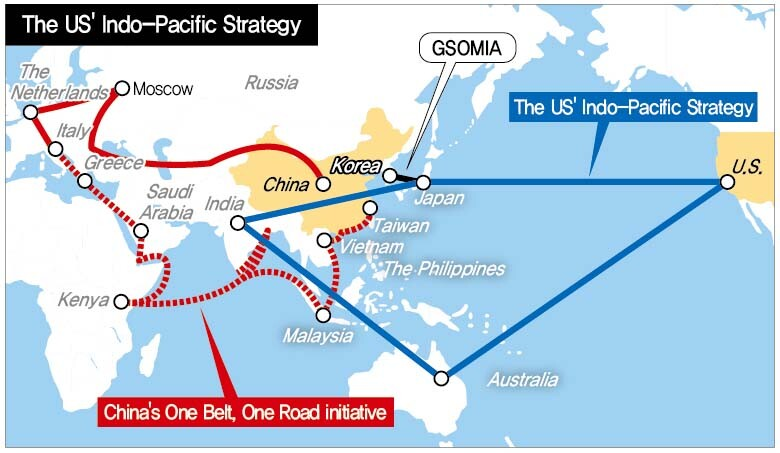 The US' Indo-Pacific Strategy
GSOMIA
The
Netherlands
Moscow
Russia
The US' Indo-Pacific Strategy
Italy
Greece
Korea
U.S.
China
Japan
Saudi
Arabia
India
Taiwan
Vietnam
The Philippines
Kenya
Malaysia
Australia
China's One Belt, One Road initiative